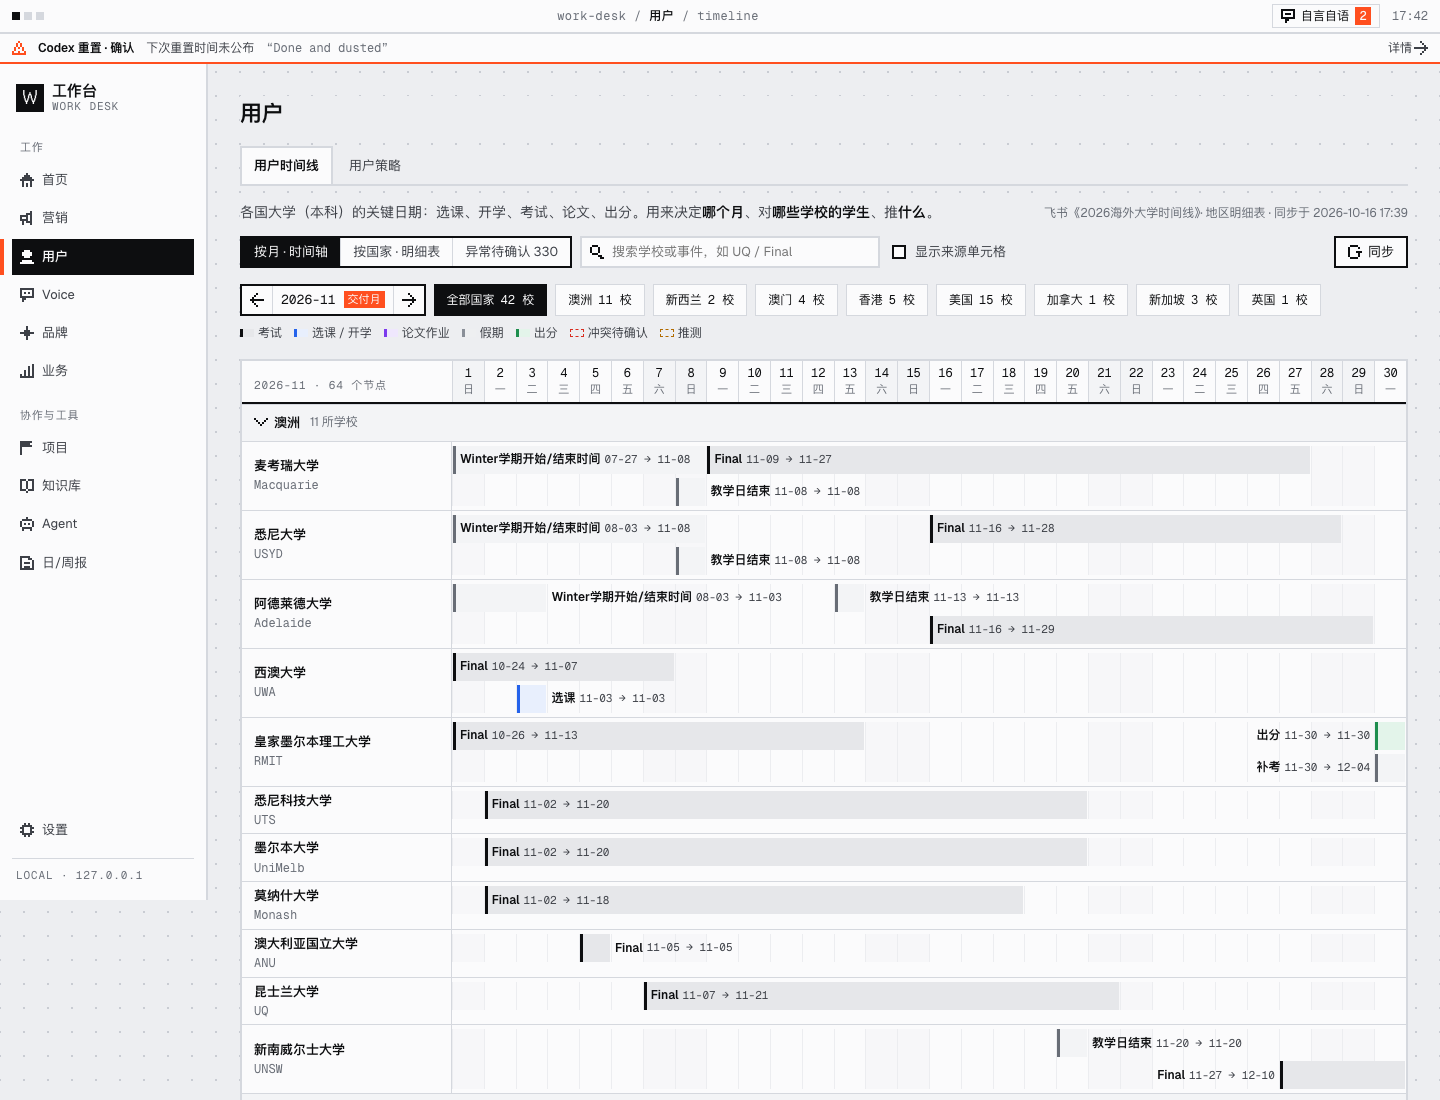 work-desk / 用户 / timeline
自言自语 2
17:42
Codex 重置·确认 下次重置时间未公布 “Done and dusted”
详情
W
工作台
WORK DESK
工作
首页
营销
用户
Voice
品牌
业务
协作与工具
项目
知识库
Agent
日/周报
设置
LOCAL · 127.0.0.1
用户
用户时间线 用户策略
各国大学（本科）的关键日期：选课、开学、考试、论文、出分。用来决定哪个月、对哪些学校的学生、推什么。
飞书《2026海外大学时间线》· 地区明细表 · 同步于 2026-10-16 17:39
按月 · 时间轴 按国家 · 明细表 异常待确认 330
搜索学校或事件，如 UQ / Final
显示来源单元格
同步
2026-11 交付月
全部国家 42 校 澳洲 11 校 新西兰 2 校 澳门 4 校 香港 5 校 美国 15 校 加拿大 1 校 新加坡 3 校 英国 1 校
考试 选课 / 开学 论文作业 假期 出分 冲突待确认 推测
2026-11 · 64 个节点
1 2 3 4 5 6 7 8 9 10 11 12 13 14 15 16 17 18 19 20 21 22 23 24 25 26 27 28 29 30
日 一 二 三 四 五 六 日 一 二 三 四 五 六 日 一 二 三 四 五 六 日 一 二 三 四 五 六 日 一
澳洲 11 所学校
麦考瑞大学
Macquarie
Winter学期开始/结束时间 07-27 → 11-08
Final 11-09 → 11-27
教学日结束 11-08 → 11-08
悉尼大学
USYD
Winter学期开始/结束时间 08-03 → 11-08
Final 11-16 → 11-28
教学日结束 11-08 → 11-08
阿德莱德大学
Adelaide
Winter学期开始/结束时间 08-03 → 11-03
教学日结束 11-13 → 11-13
Final 11-16 → 11-29
西澳大学
UWA
Final 10-24 → 11-07
选课 11-03 → 11-03
皇家墨尔本理工大学
RMIT
Final 10-26 → 11-13
出分 11-30 → 11-30
补考 11-30 → 12-04
悉尼科技大学
UTS
Final 11-02 → 11-20
墨尔本大学
UniMelb
Final 11-02 → 11-20
莫纳什大学
Monash
Final 11-02 → 11-18
澳大利亚国立大学
ANU
Final 11-05 → 11-05
昆士兰大学
UQ
Final 11-07 → 11-21
新南威尔士大学
UNSW
教学日结束 11-20 → 11-20
Final 11-27 → 12-10